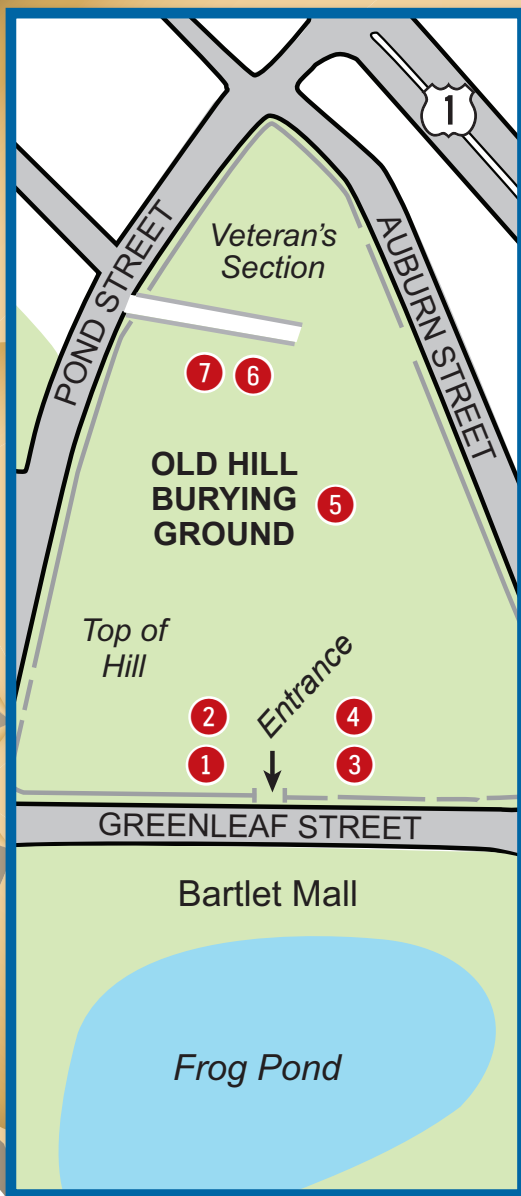 1
Veteran’s
Section
POND STREET
AUBURN STREET
7 6
OLD HILL
BURYING
GROUND
5
Top of
Hill
Entrance
2
4
1
3
GREENLEAF STREET
Bartlet Mall
Frog Pond